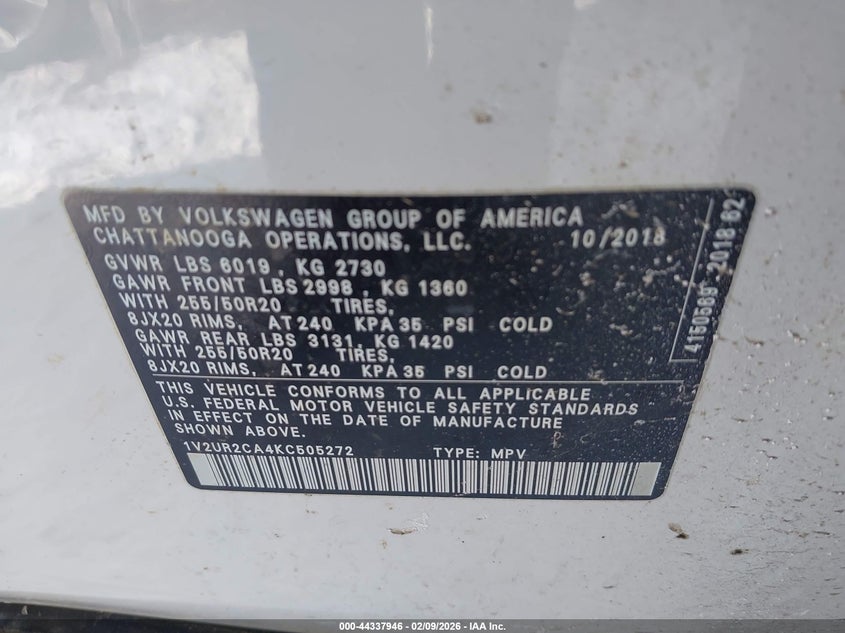 MFD BY VOLKSWAGEN GROUP OF AMERICA
CHATTANOOGA OPERATIONS, LLC. 10/2018
GVWR LBS 6019 , KG 2730
GAWR FRONT LBS 2998 , KG 1360
WITH 255/50R20 TIRES,
8JX20 RIMS, AT 240 KPA 35 PSI COLD
GAWR REAR LBS 3131, KG 1420
WITH 255/50R20 TIRES,
8JX20 RIMS, AT 240 KPA 35 PSI COLD
THIS VEHICLE CONFORMS TO ALL APPLICABLE
U.S. FEDERAL MOTOR VEHICLE SAFETY STANDARDS
IN EFFECT ON THE DATE OF MANUFACTURE
SHOWN ABOVE.
1V2UR2CA4KC505272 TYPE: MPV
4150589 2018 62
000-44337946 - 02/09/2026 - IAA Inc.